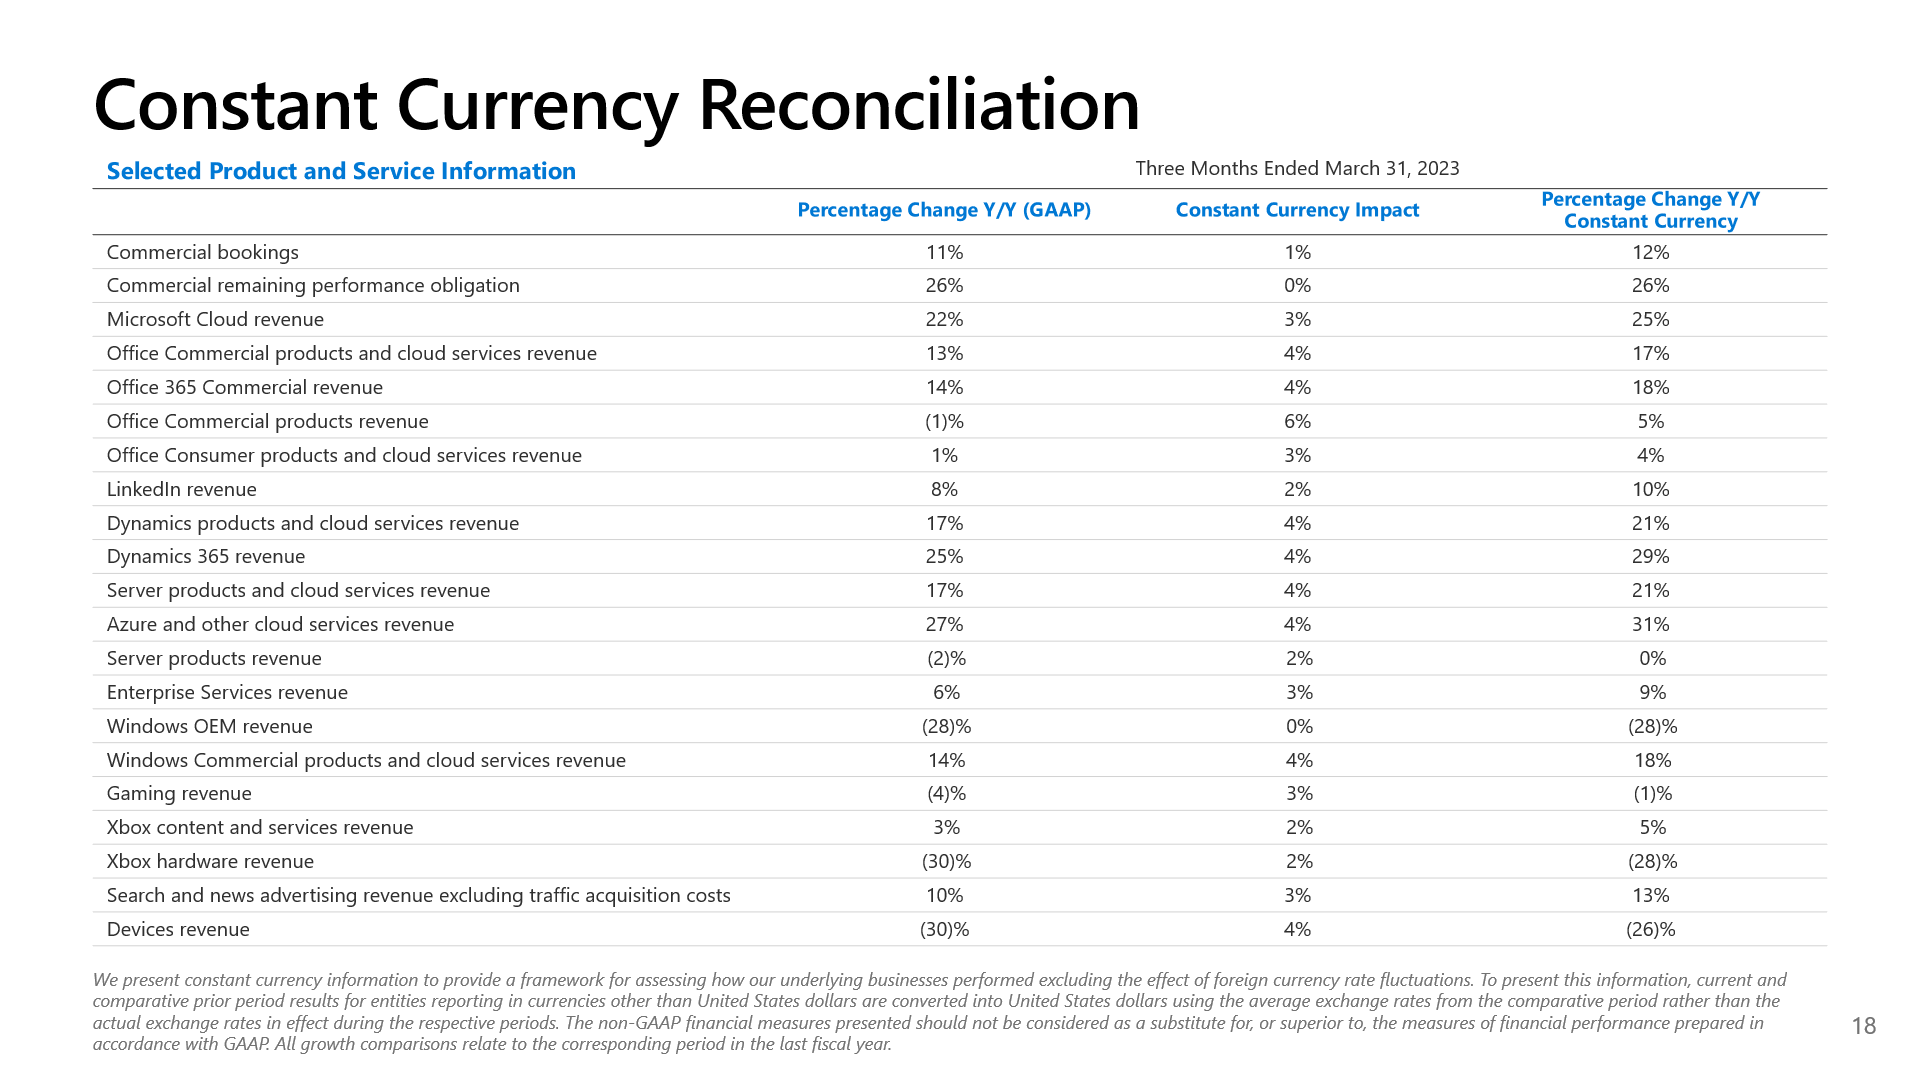 Constant Currency Reconciliation
Selected Product and Service Information
Three Months Ended March 31, 2023
Percentage Change Y/Y (GAAP) Constant Currency Impact Percentage Change Y/Y
Constant Currency
Commercial bookings 11% 1% 12%
Commercial remaining performance obligation 26% 0% 26%
Microsoft Cloud revenue 22% 3% 25%
Office Commercial products and cloud services revenue 13% 4% 17%
Office 365 Commercial revenue 14% 4% 18%
Office Commercial products revenue (1)% 6% 5%
Office Consumer products and cloud services revenue 1% 3% 4%
LinkedIn revenue 8% 2% 10%
Dynamics products and cloud services revenue 17% 4% 21%
Dynamics 365 revenue 25% 4% 29%
Server products and cloud services revenue 17% 4% 21%
Azure and other cloud services revenue 27% 4% 31%
Server products revenue (2)% 2% 0%
Enterprise Services revenue 6% 3% 9%
Windows OEM revenue (28)% 0% (28)%
Windows Commercial products and cloud services revenue 14% 4% 18%
Gaming revenue (4)% 3% (1)%
Xbox content and services revenue 3% 2% 5%
Xbox hardware revenue (30)% 2% (28)%
Search and news advertising revenue excluding traffic acquisition costs 10% 3% 13%
Devices revenue (30)% 4% (26)%
We present constant currency information to provide a framework for assessing how our underlying businesses performed excluding the effect of foreign currency rate fluctuations. To present this information, current and
comparative prior period results for entities reporting in currencies other than United States dollars are converted into United States dollars using the average exchange rates from the comparative period rather than the
actual exchange rates in effect during the respective periods. The non-GAAP financial measures presented should not be considered as a substitute for, or superior to, the measures of financial performance prepared in
accordance with GAAP. All growth comparisons relate to the corresponding period in the last fiscal year.
18